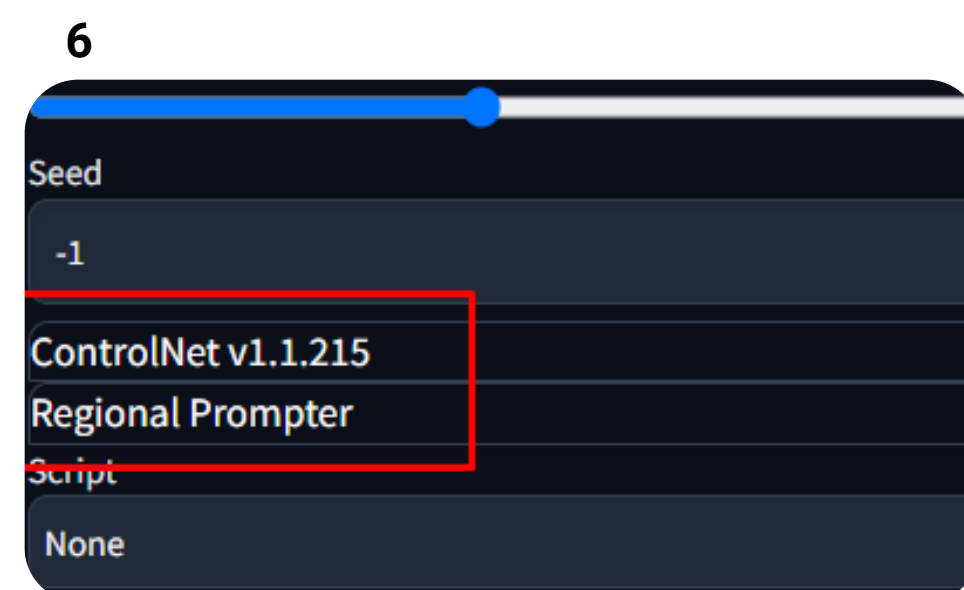 6
Seed
-1
ControlNet v1.1.215
Regional Prompter
Script
None